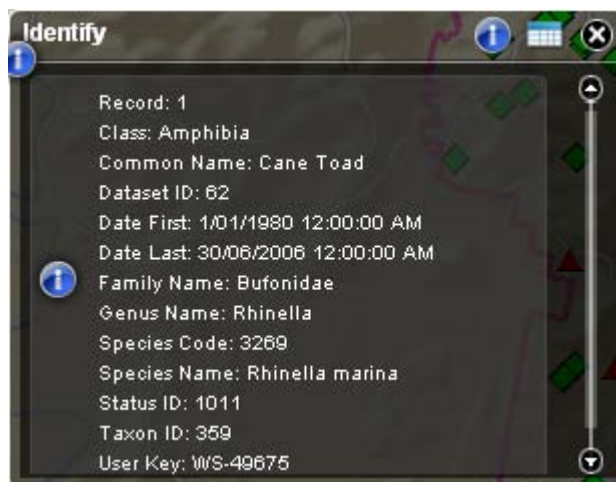 Identify
Record: 1
Class: Amphibia
Common Name: Cane Toad
Dataset ID: 62
Date First: 1/01/1980 12:00:00 AM
Date Last: 30/06/2006 12:00:00 AM
Family Name: Bufonidae
Genus Name: Rhinella
Species Code: 3269
Species Name: Rhinella marina
Status ID: 1011
Taxon ID: 359
User Key: WS-49675